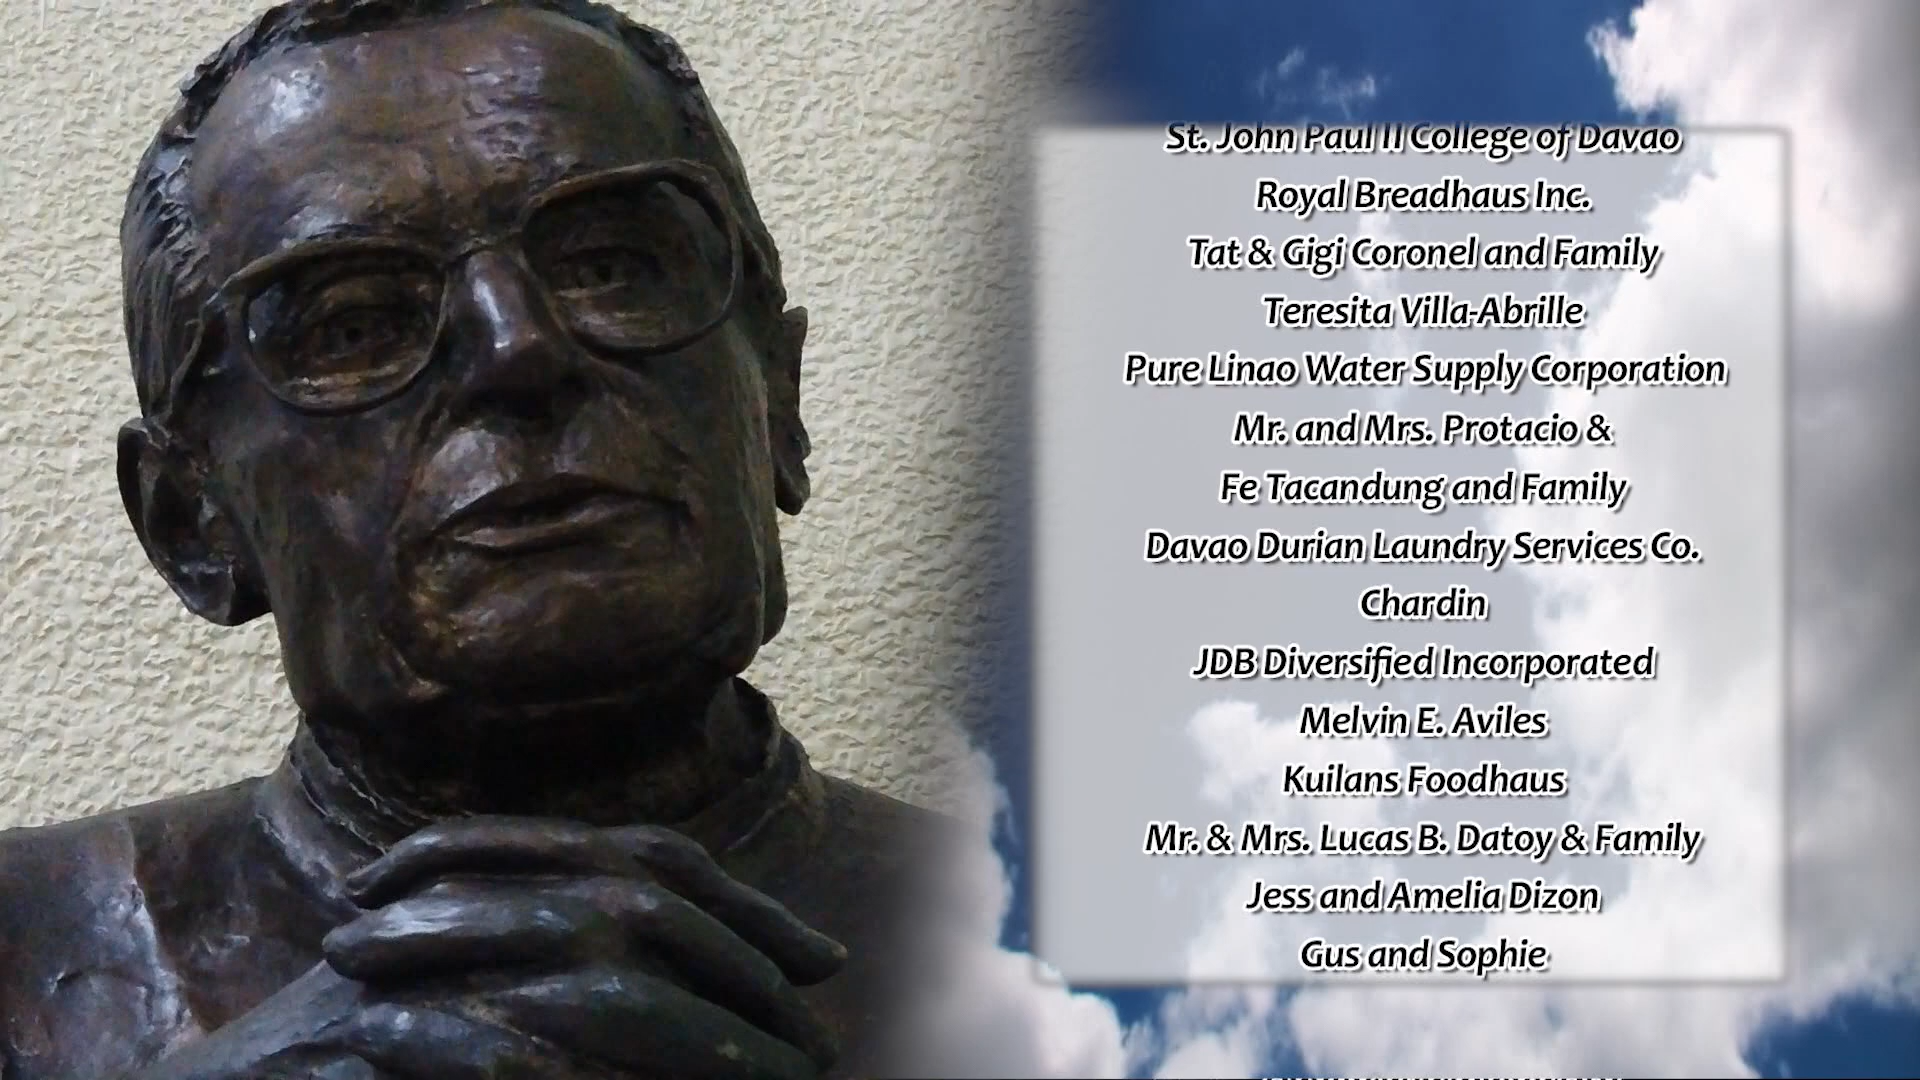 St. John Paul II College of Davao
Royal Breadhaus Inc.
Tat & Gigi Coronel and Family
Teresita Villa-Abrille
Pure Linao Water Supply Corporation
Mr. and Mrs. Protacio &
Fe Tacandung and Family
Davao Durian Laundry Services Co.
Chardin
JDB Diversified Incorporated
Melvin E. Aviles
Kuilans Foodhaus
Mr. & Mrs. Lucas B. Datoy & Family
Jess and Amelia Dizon
Gus and Sophie